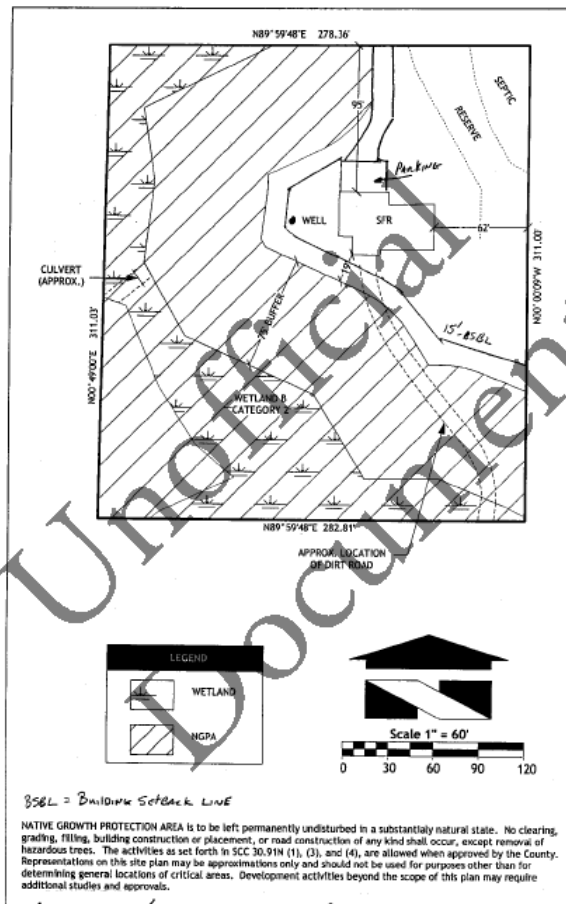 N89°59'48"E 278.36'
SEPTIC
RESERVE
95'
PARKING
WELL
SFR
62'
CULVERT
(APPROX.)
19'
75' BUFFER
15' BSBL
N00°49'00"E 311.03'
N00°00'09"W 311.00'
WETLAND B
CATEGORY 2
N89°59'48"E 282.81'
APPROX. LOCATION
OF DIRT ROAD
Unofficial
Document
LEGEND
WETLAND
NGPA
Scale 1" = 60'
0 30 60 90 120
BSBL = BUILDING SETBACK LINE
NATIVE GROWTH PROTECTION AREA is to be left permanently undisturbed in a substantialy natural state. No clearing,
grading, filling, building construction or placement, or road construction of any kind shall occur, except removal of
hazardous trees. The activities as set forth in SCC 30.91N (1), (3), and (4), are allowed when approved by the County.
Representations on this site plan may be approximations only and should not be used for purposes other than for
determining general locations of critical areas. Development activities beyond the scope of this plan may require
additional studies and approvals.